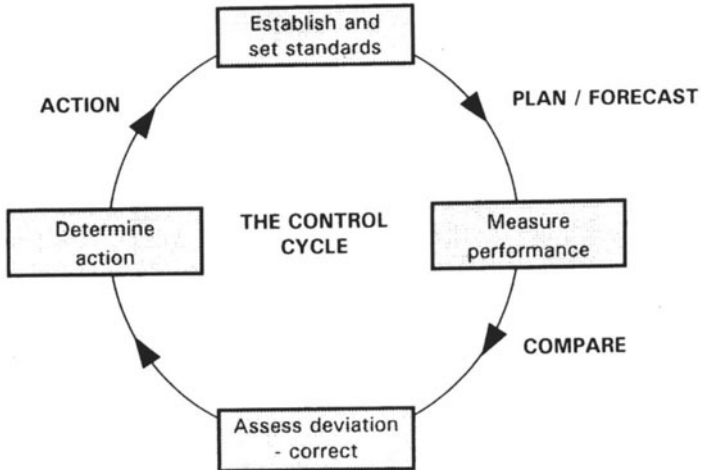 Establish and
set standards
ACTION
PLAN / FORECAST
Determine
action
THE CONTROL
CYCLE
Measure
performance
COMPARE
Assess deviation
- correct